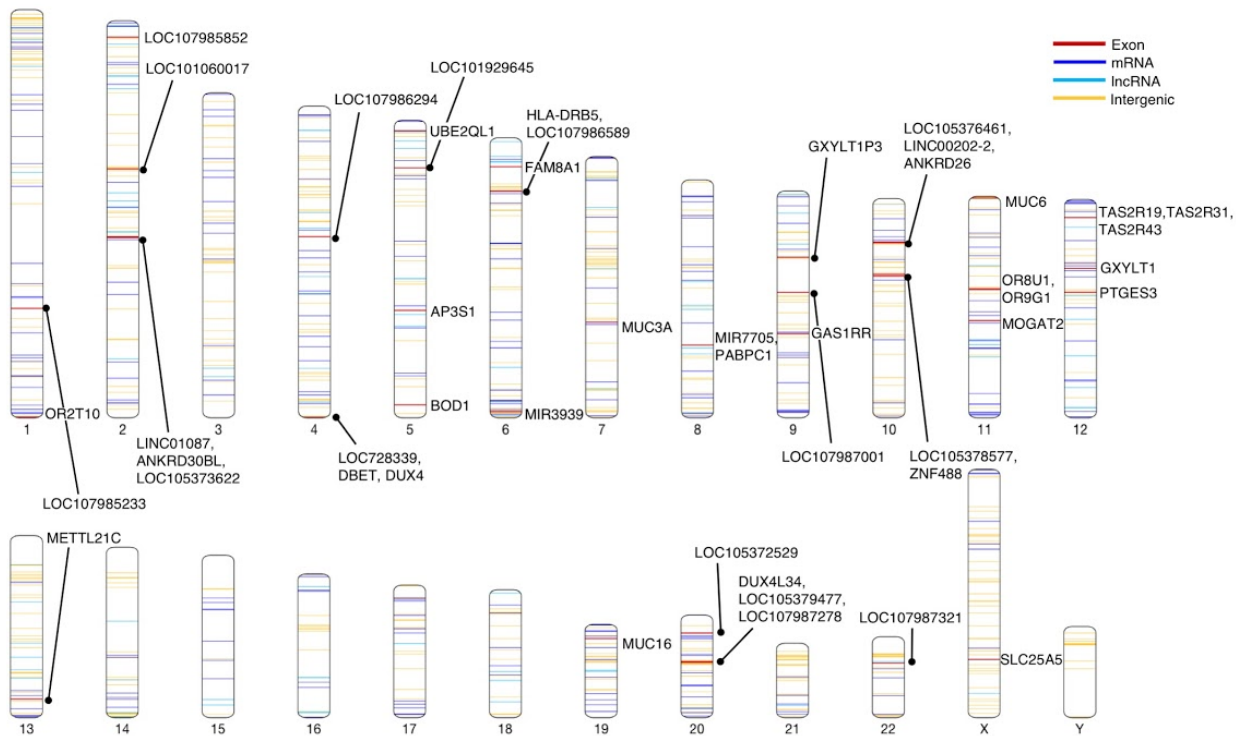 LOC107985852
LOC101060017
LOC107986294
LOC101929645
UBE2QL1
HLA-DRB5,
LOC107986589
FAM8A1
GXYLT1P3
LOC105376461,
LINC00202-2,
ANKRD26
Exon
mRNA
lncRNA
Intergenic
MUC6
TAS2R19,TAS2R31,
TAS2R43
GXYLT1
OR8U1,
OR9G1
PTGES3
MOGAT2
AP3S1
MUC3A
MIR7705,
PABPC1
GAS1RR
OR2T10
BOD1
MIR3939
1
2
3
4
5
6
7
8
9
10
11
12
LINC01087,
ANKRD30BL,
LOC105373622
LOC728339,
DBET, DUX4
LOC107987001
LOC105378577,
ZNF488
LOC107985233
METTL21C
LOC105372529
DUX4L34,
LOC105379477,
LOC107987278
LOC107987321
MUC16
SLC25A5
13
14
15
16
17
18
19
20
21
22
X
Y